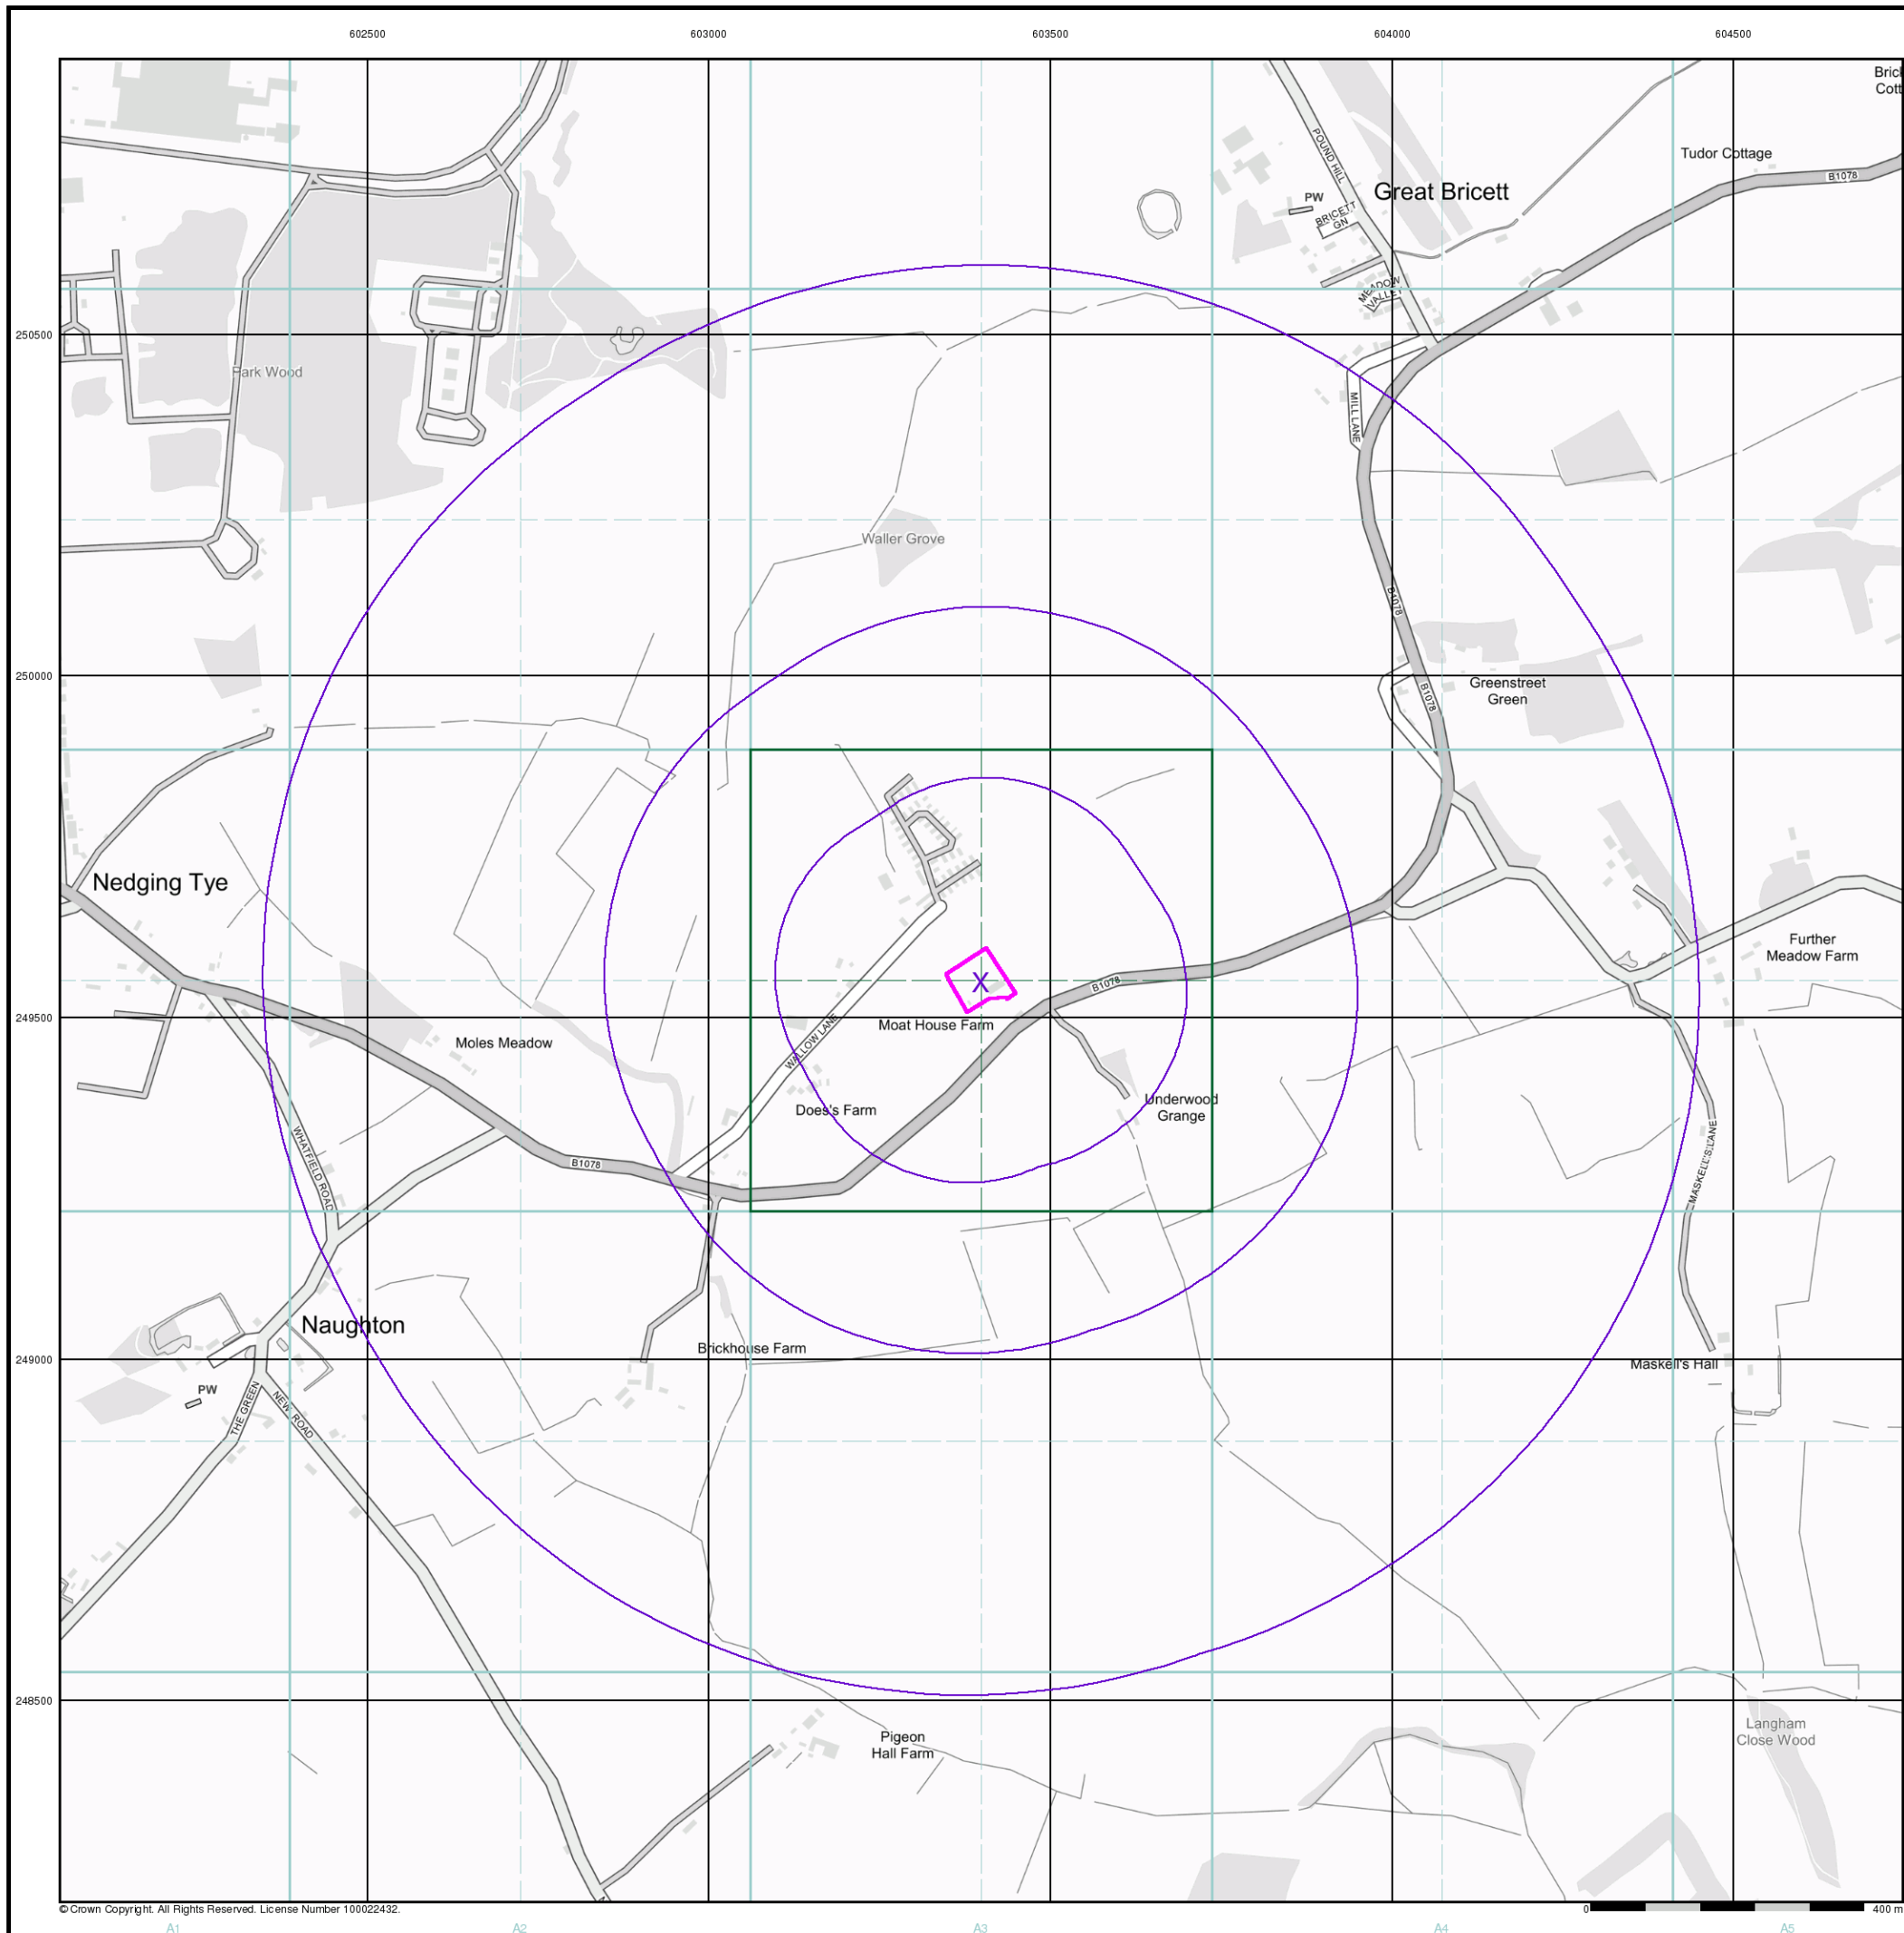 602500
603000
603500
604000
604500
Tudor Cottage
B1078
POUND HILL
Great Bricett
PW
BRICETT
GN
MEADOW
VALLEY
250500
Park Wood
MILL LANE
Waller Grove
B1078
250000
Greenstreet
Green
B1078
Nedging Tye
Further
Meadow Farm
X
B1078
249500
Moat House Farm
WALLOW LANE
Moles Meadow
Does's Farm
Underwood
Grange
WHATFIELD ROAD
B1078
MASKELL'S LANE
Naughton
Brickhouse Farm
249000
Maskell's Hall
PW
THE GREEN
NEW ROAD
248500
Pigeon
Hall Farm
Langham
Close Wood
© Crown Copyright. All Rights Reserved. License Number 100022432.
0
400 m
A1
A2
A3
A4
A5